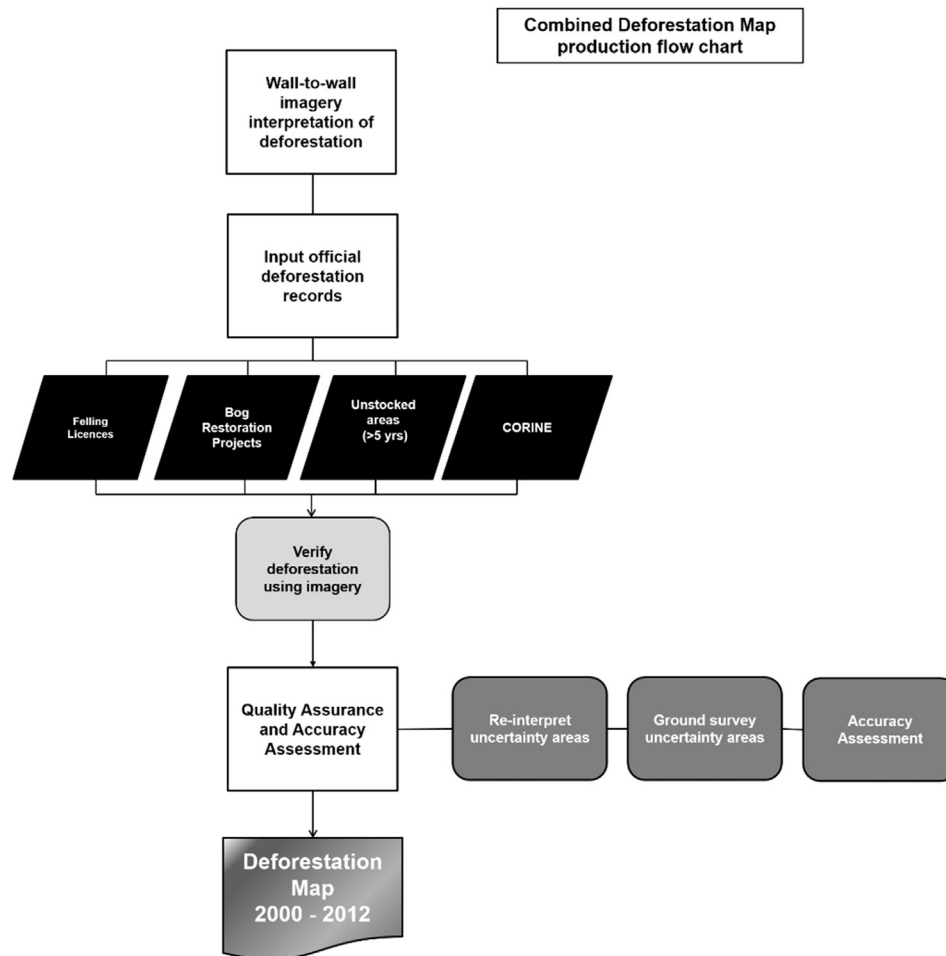 Combined Deforestation Map
production flow chart
Wall-to-wall
imagery
interpretation of
deforestation
Input official
deforestation
records
Felling
Licences
Bog
Restoration
Projects
Unstocked
areas
(>5 yrs)
CORINE
Verify
deforestation
using imagery
Quality Assurance
and Accuracy
Assessment
Re-interpret
uncertainty areas
Ground survey
uncertainty areas
Accuracy
Assessment
Deforestation
Map
2000 - 2012